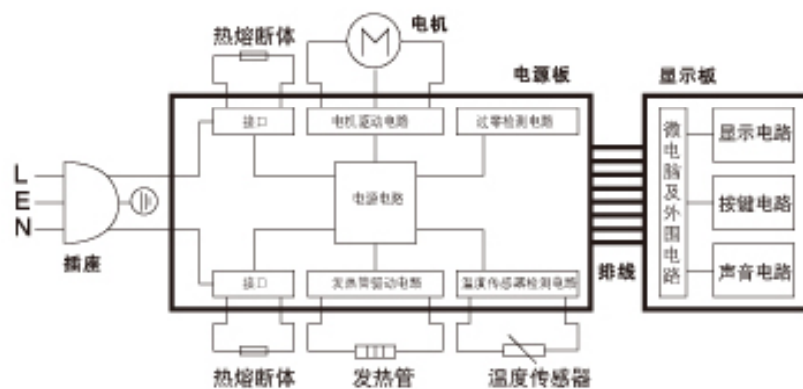 热熔断体
电机
M
电源板
显示板
接口
电机驱动电路
过零检测电路
微电脑及外围电路
显示电路
L
E
N
插座
电源电路
按键电路
排线
声音电路
接口
发热管驱动电路
温度传感器检测电路
热熔断体
发热管
温度传感器